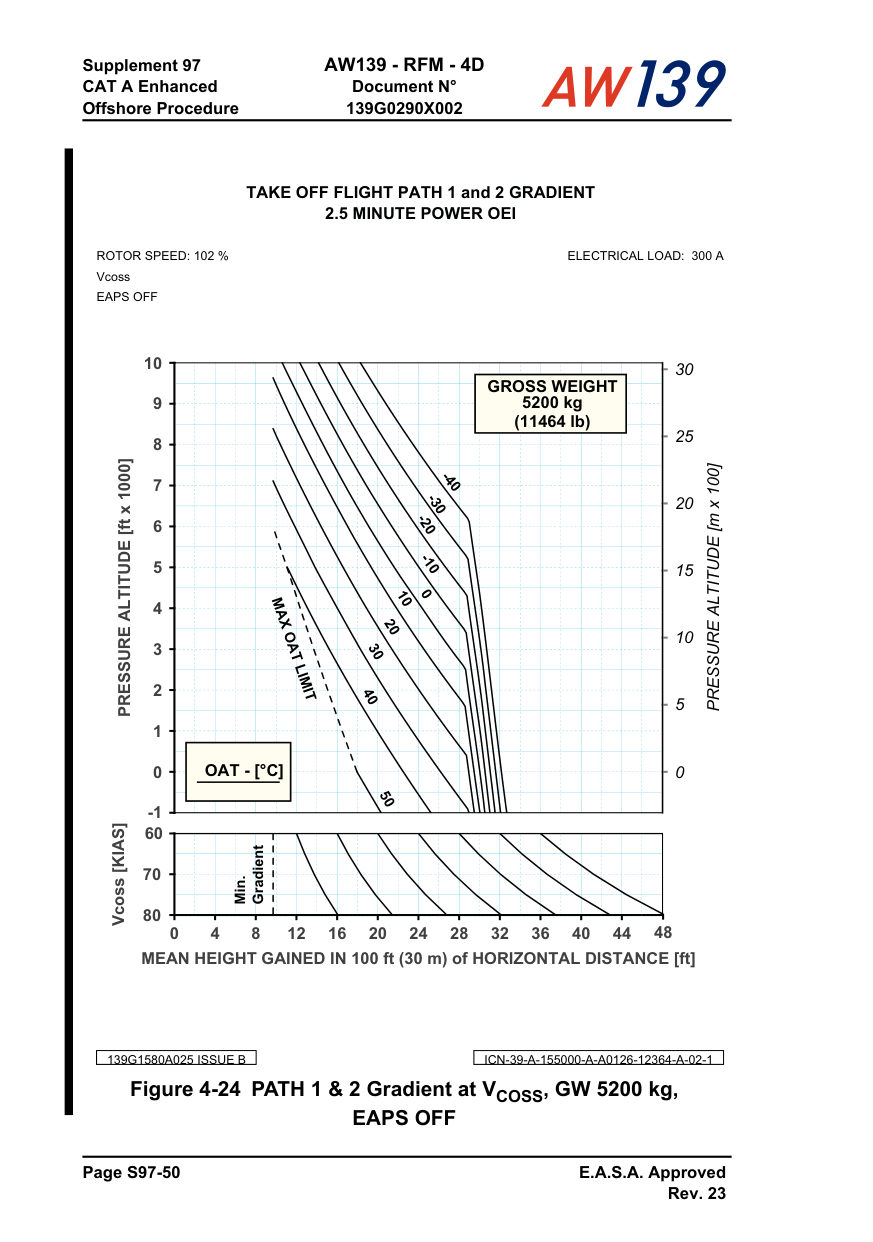 Supplement 97
CAT A Enhanced
Offshore Procedure
AW139 - RFM - 4D
Document N°
139G0290X002
AW139
TAKE OFF FLIGHT PATH 1 and 2 GRADIENT
2.5 MINUTE POWER OEI
ROTOR SPEED: 102 %
ELECTRICAL LOAD: 300 A
Vcoss
EAPS OFF
GROSS WEIGHT
5200 kg
(11464 lb)
PRESSURE ALTITUDE [ft x 1000]
10
9
8
7
6
5
4
3
2
1
0
-1
30
25
20
15
10
5
0
PRESSURE ALTITUDE [m x 100]
-40
-30
-20
-10
0
10
20
30
40
50
MAX OAT LIMIT
OAT - [°C]
Vcoss [KIAS]
60
70
80
Min.
Gradient
0 4 8 12 16 20 24 28 32 36 40 44 48
MEAN HEIGHT GAINED IN 100 ft (30 m) of HORIZONTAL DISTANCE [ft]
139G1580A025 ISSUE B
ICN-39-A-155000-A-A0126-12364-A-02-1
Figure 4-24 PATH 1 & 2 Gradient at VCOSS, GW 5200 kg,
EAPS OFF
Page S97-50
E.A.S.A. Approved
Rev. 23